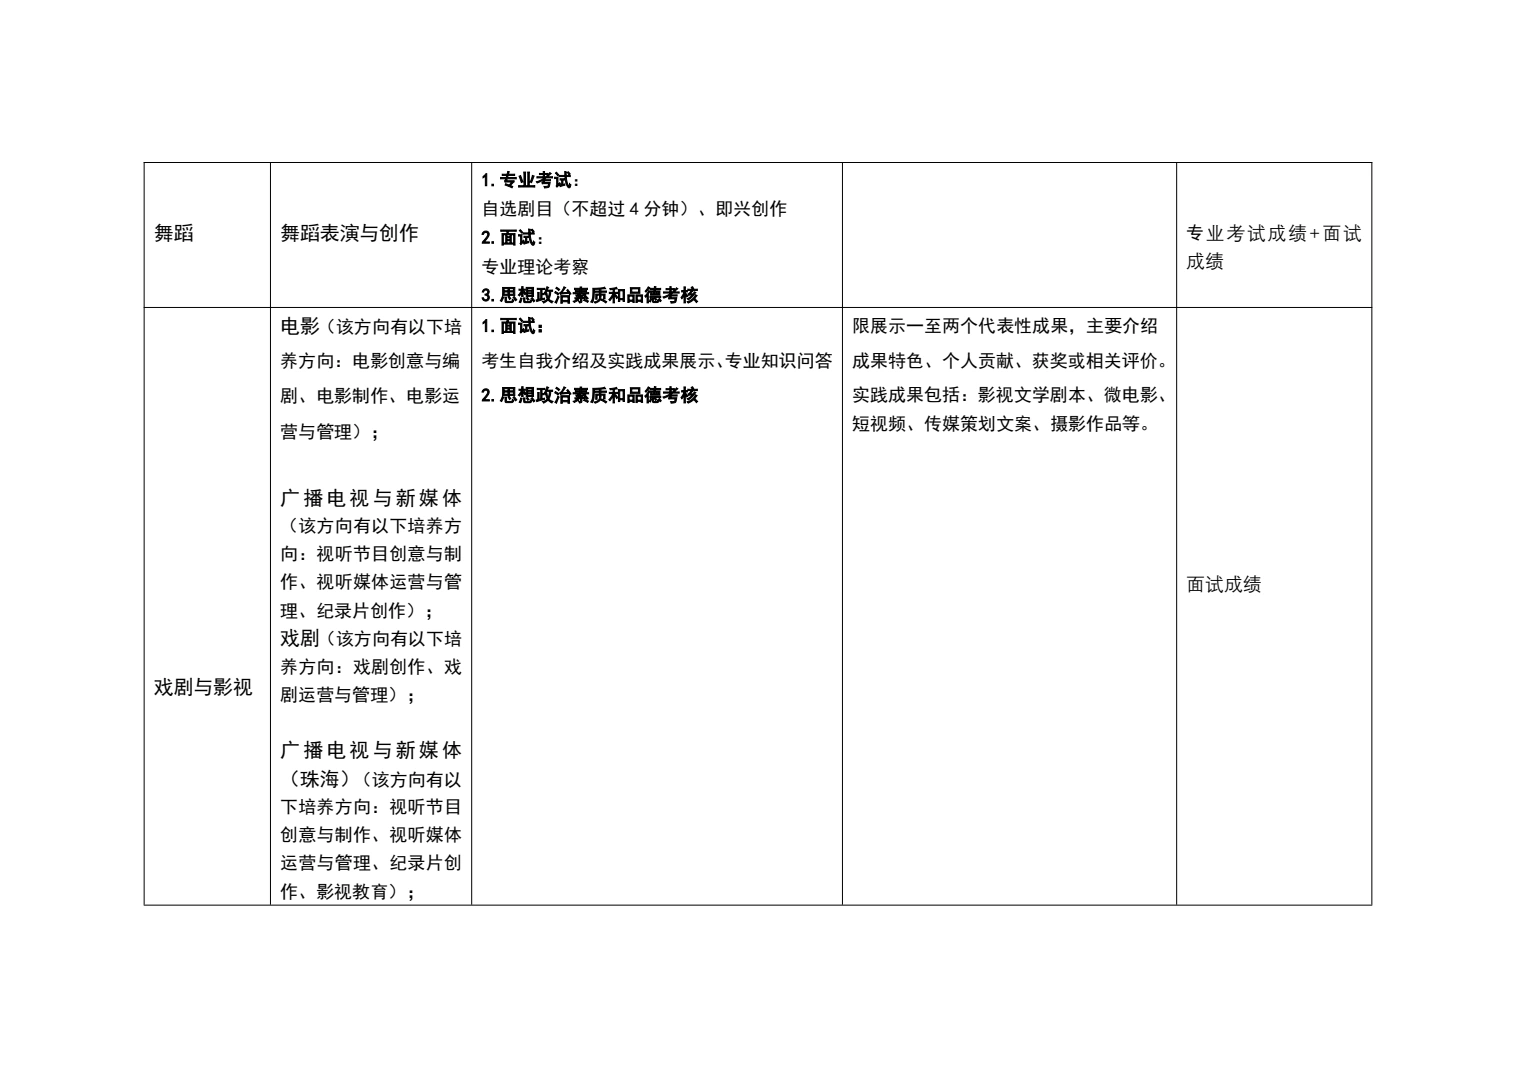 舞蹈
舞蹈表演与创作
1.专业考试：
自选剧目（不超过 4 分钟）、即兴创作
2.面试：
专业理论考察
3.思想政治素质和品德考核
专业考试成绩+面试
成绩
戏剧与影视
电影（该方向有以下培
养方向：电影创意与编
剧、电影制作、电影运
营与管理）；
广播电视与新媒体
（该方向有以下培养方
向：视听节目创意与制
作、视听媒体运营与管
理、纪录片创作）；
戏剧（该方向有以下培
养方向：戏剧创作、戏
剧运营与管理）；
广播电视与新媒体
（珠海）（该方向有以
下培养方向：视听节目
创意与制作、视听媒体
运营与管理、纪录片创
作、影视教育）；
1.面试：
考生自我介绍及实践成果展示、专业知识问答
2.思想政治素质和品德考核
限展示一至两个代表性成果，主要介绍
成果特色、个人贡献、获奖或相关评价。
实践成果包括：影视文学剧本、微电影、
短视频、传媒策划文案、摄影作品等。
面试成绩